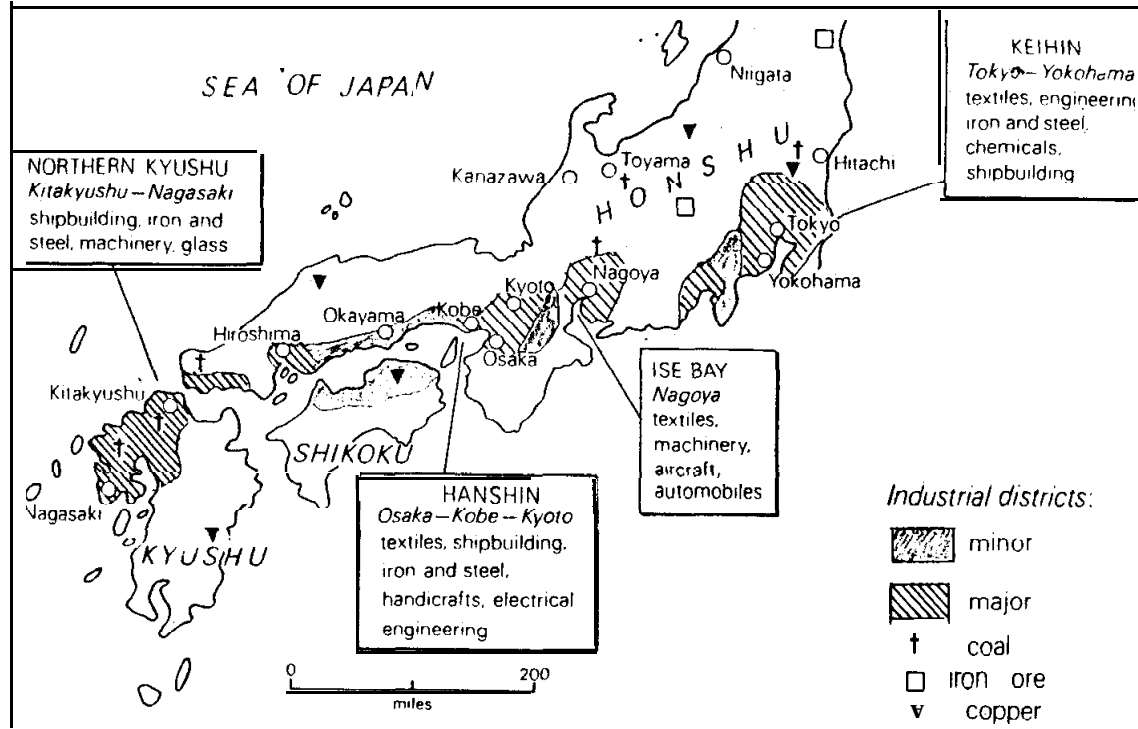 KEIHIN
Tokyo–Yokohama
textiles, engineering
iron and steel,
chemicals,
shipbuilding
SEA OF JAPAN
Niigata
NORTHERN KYUSHU
Kitakyushu–Nagasaki
shipbuilding, iron and
steel, machinery, glass
Toyama
Kanazawa
HONSHU
Hitachi
Tokyo
Yokohama
Nagoya
Kyoto
Kobe
Okayama
Hiroshima
Osaka
Kitakyushu
ISE BAY
Nagoya
textiles,
machinery,
aircraft,
automobiles
SHIKOKU
HANSHIN
Osaka–Kobe–Kyoto
textiles, shipbuilding,
iron and steel,
handicrafts, electrical
engineering
Nagasaki
KYUSHU
Industrial districts:
minor
major
coal
iron ore
copper
0 200
miles